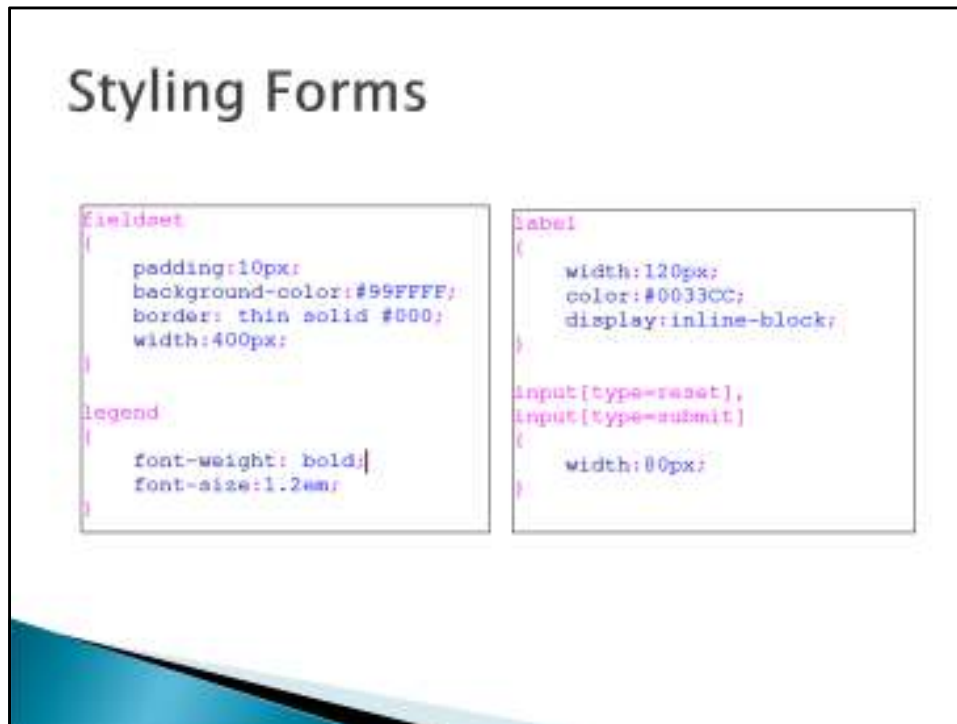 Styling Forms
fieldset
{
padding:10px;
background-color:#99FFFF;
border: thin solid #000;
width:400px;
}
legend
{
font-weight: bold;
font-size:1.2em;
}
label
{
width:120px;
color:#0033CC;
display:inline-block;
}
input[type=reset],
input[type=submit]
{
width:80px;
}